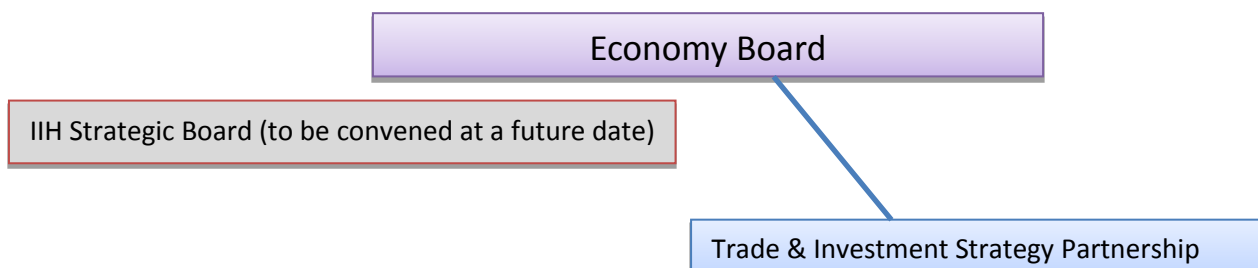 Economy Board
IIH Strategic Board (to be convened at a future date)
Trade & Investment Strategy Partnership